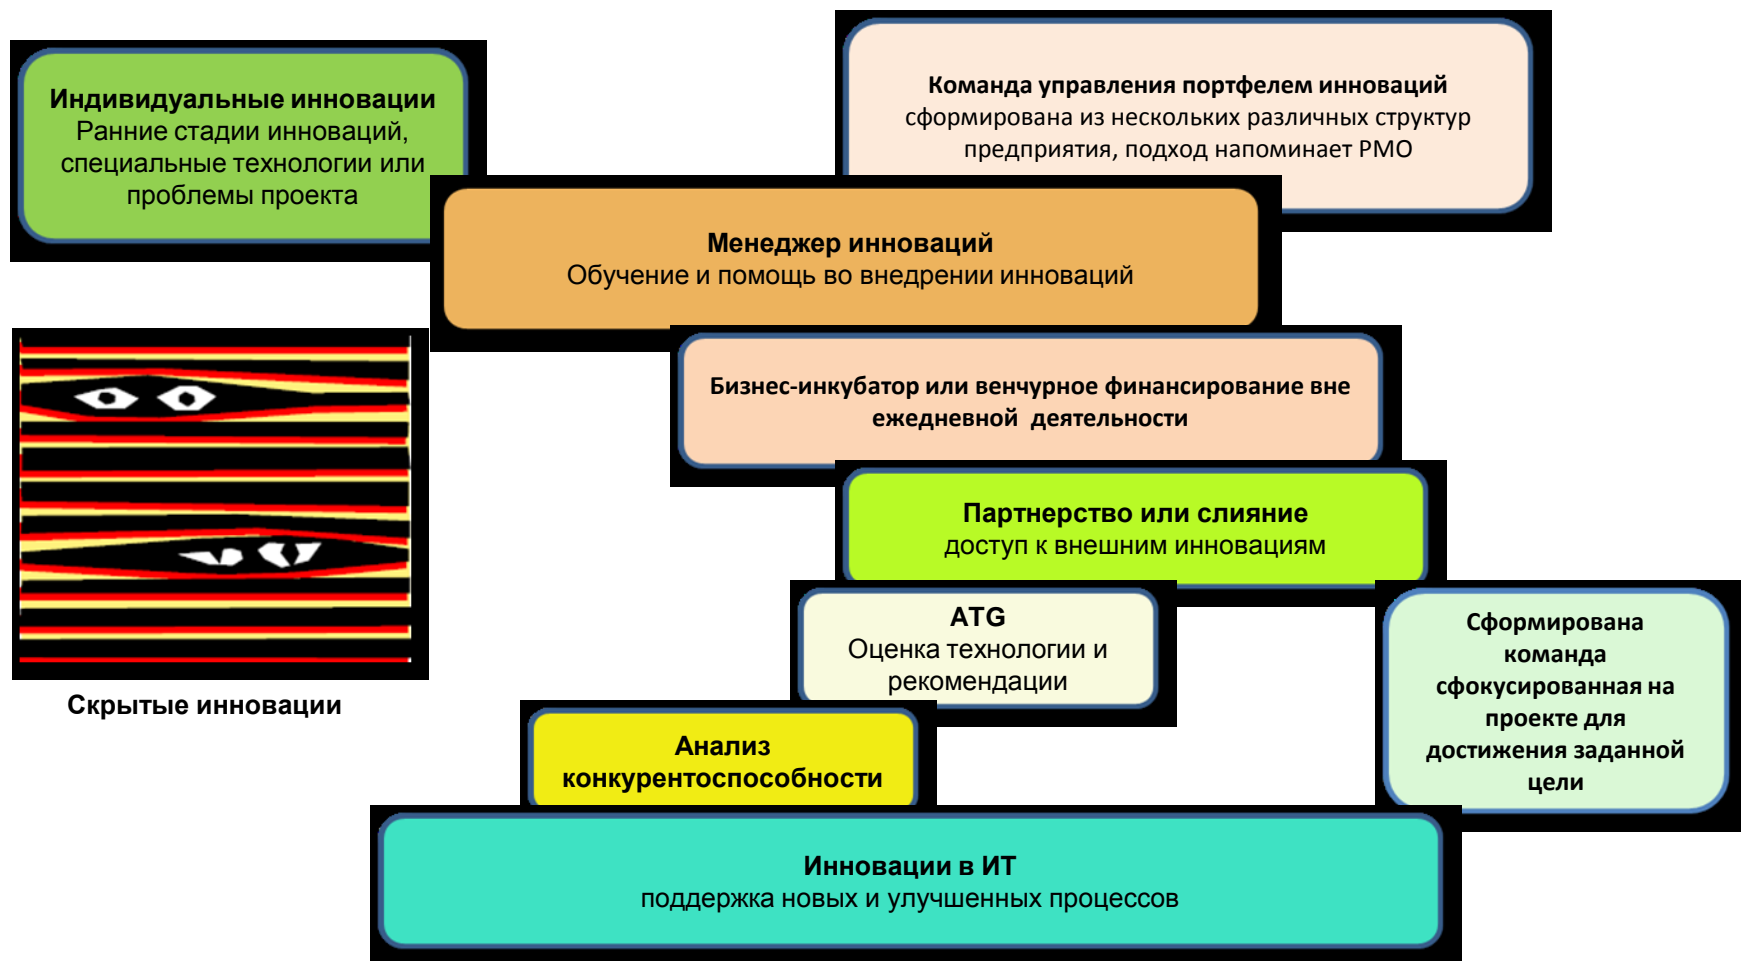 Индивидуальные инновации
Ранние стадии инноваций,
специальные технологии или
проблемы проекта
Команда управления портфелем инноваций
сформирована из нескольких различных структур
предприятия, подход напоминает PMO
Менеджер инноваций
Обучение и помощь во внедрении инноваций
Бизнес-инкубатор или венчурное финансирование вне
ежедневной деятельности
Партнерство или слияние
доступ к внешним инновациям
ATG
Оценка технологии и
рекомендации
Сформирована
команда
сфокусированная на
проекте для
достижения заданной
цели
Скрытые инновации
Анализ
конкурентоспособности
Инновации в ИТ
поддержка новых и улучшенных процессов